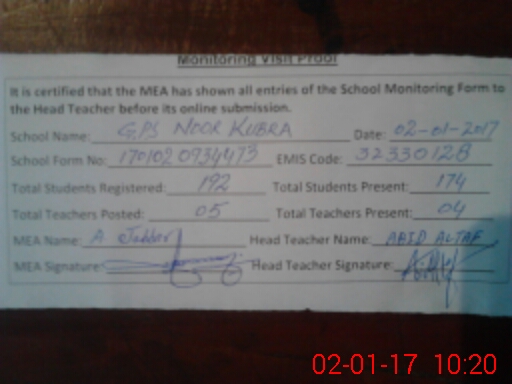 Monitoring Visit Proof
It is certified that the MEA has shown all entries of the School Monitoring Form to
the Head Teacher before its online submission.
School Name: GPS NOOR KUBRA Date: 02-01-2017
School Form No: 1701020934473 EMIS Code: 32330128
Total Students Registered: 192 Total Students Present: 174
Total Teachers Posted: 05 Total Teachers Present: 04
MEA Name: A. Jabbar Head Teacher Name: ABID ALTAF
MEA Signature: Head Teacher Signature:
02-01-17 10:20